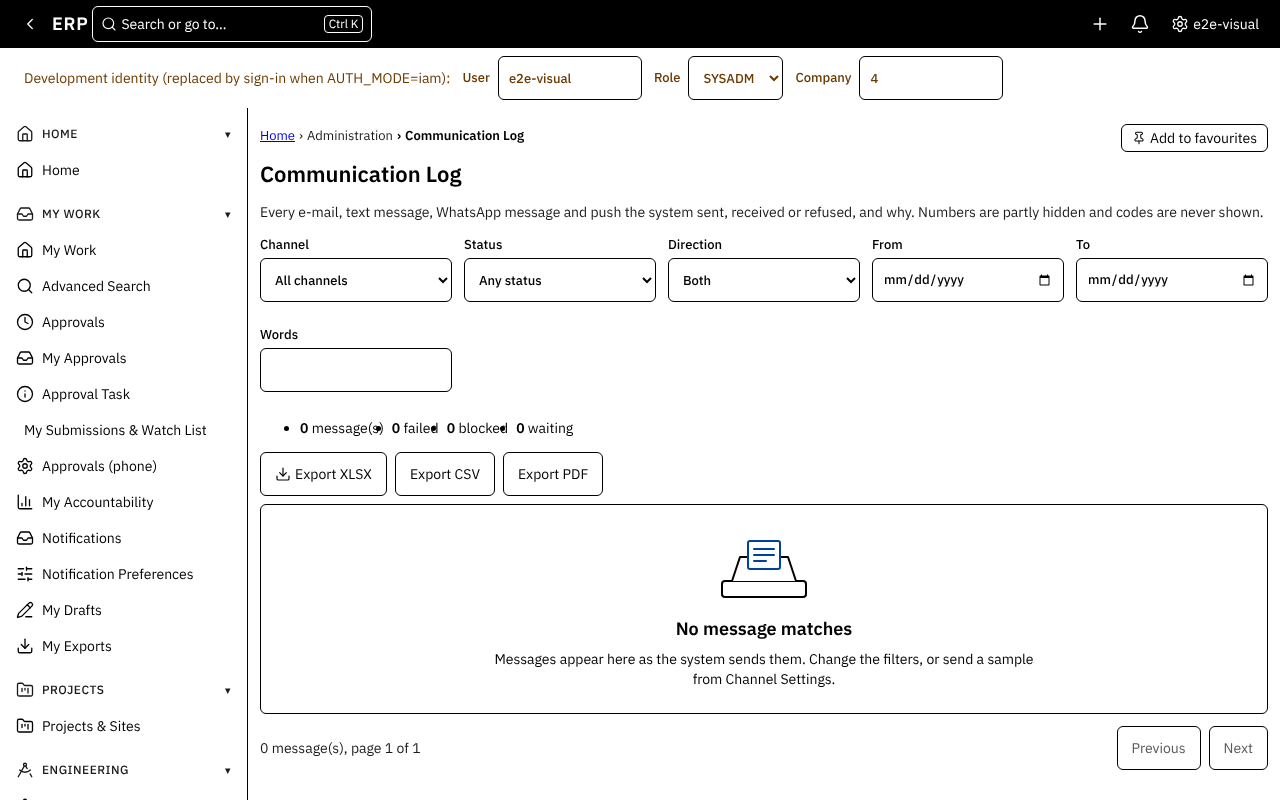 ERP
Search or go to...
Ctrl K
e2e-visual
Development identity (replaced by sign-in when AUTH_MODE=iam): User e2e-visual Role SYSADM Company 4
HOME
Home
MY WORK
My Work
Advanced Search
Approvals
My Approvals
Approval Task
My Submissions & Watch List
Approvals (phone)
My Accountability
Notifications
Notification Preferences
My Drafts
My Exports
PROJECTS
Projects & Sites
ENGINEERING
Home › Administration › Communication Log
Add to favourites
Communication Log
Every e-mail, text message, WhatsApp message and push the system sent, received or refused, and why. Numbers are partly hidden and codes are never shown.
Channel Status Direction From To
All channels Any status Both mm/dd/yyyy mm/dd/yyyy
Words
• 0 message(s) • 0 failed • 0 blocked • 0 waiting
Export XLSX Export CSV Export PDF
No message matches
Messages appear here as the system sends them. Change the filters, or send a sample
from Channel Settings.
0 message(s), page 1 of 1
Previous Next